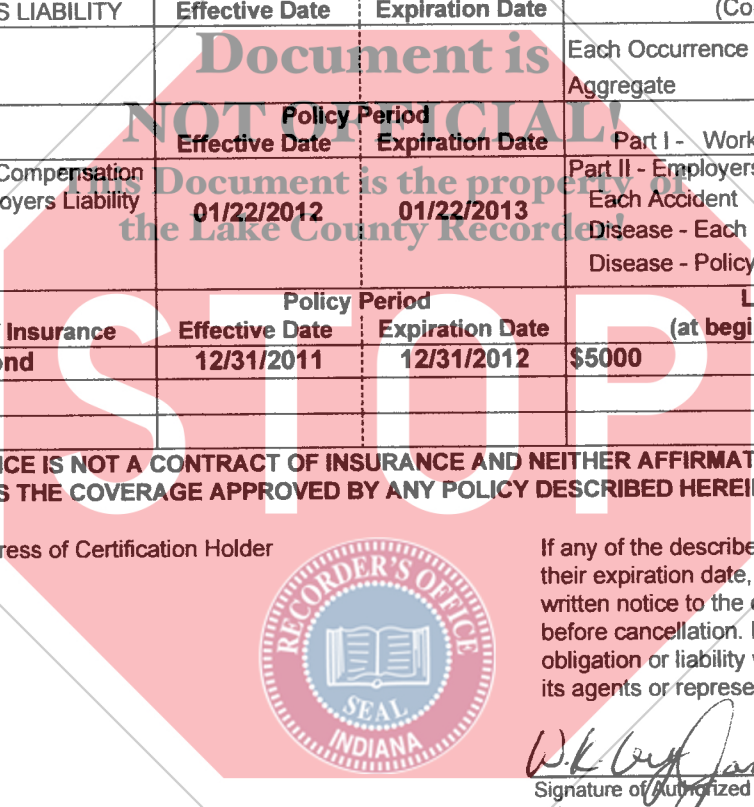 S LIABILITY Effective Date Expiration Date (Co
Document is
Each Occurrence
Aggregate
NOT OFFICIAL!
Policy Period
Effective Date Expiration Date Part I - Work
Compensation Part II - Employers
This Document is the property of
oyers Liability 01/22/2012 01/22/2013 Each Accident
the Lake County Recorder!
Disease - Each
Disease - Policy
STOP
Policy Period L
Insurance Effective Date Expiration Date (at begi
ond 12/31/2011 12/31/2012 $5000
ICE IS NOT A CONTRACT OF INSURANCE AND NEITHER AFFIRMAT
S THE COVERAGE APPROVED BY ANY POLICY DESCRIBED HEREI
ress of Certification Holder
If any of the describe
their expiration date,
written notice to the
before cancellation.
obligation or liability
its agents or represe
RECORDER'S OFFICE
SEAL
INDIANA
Signature of Authorized